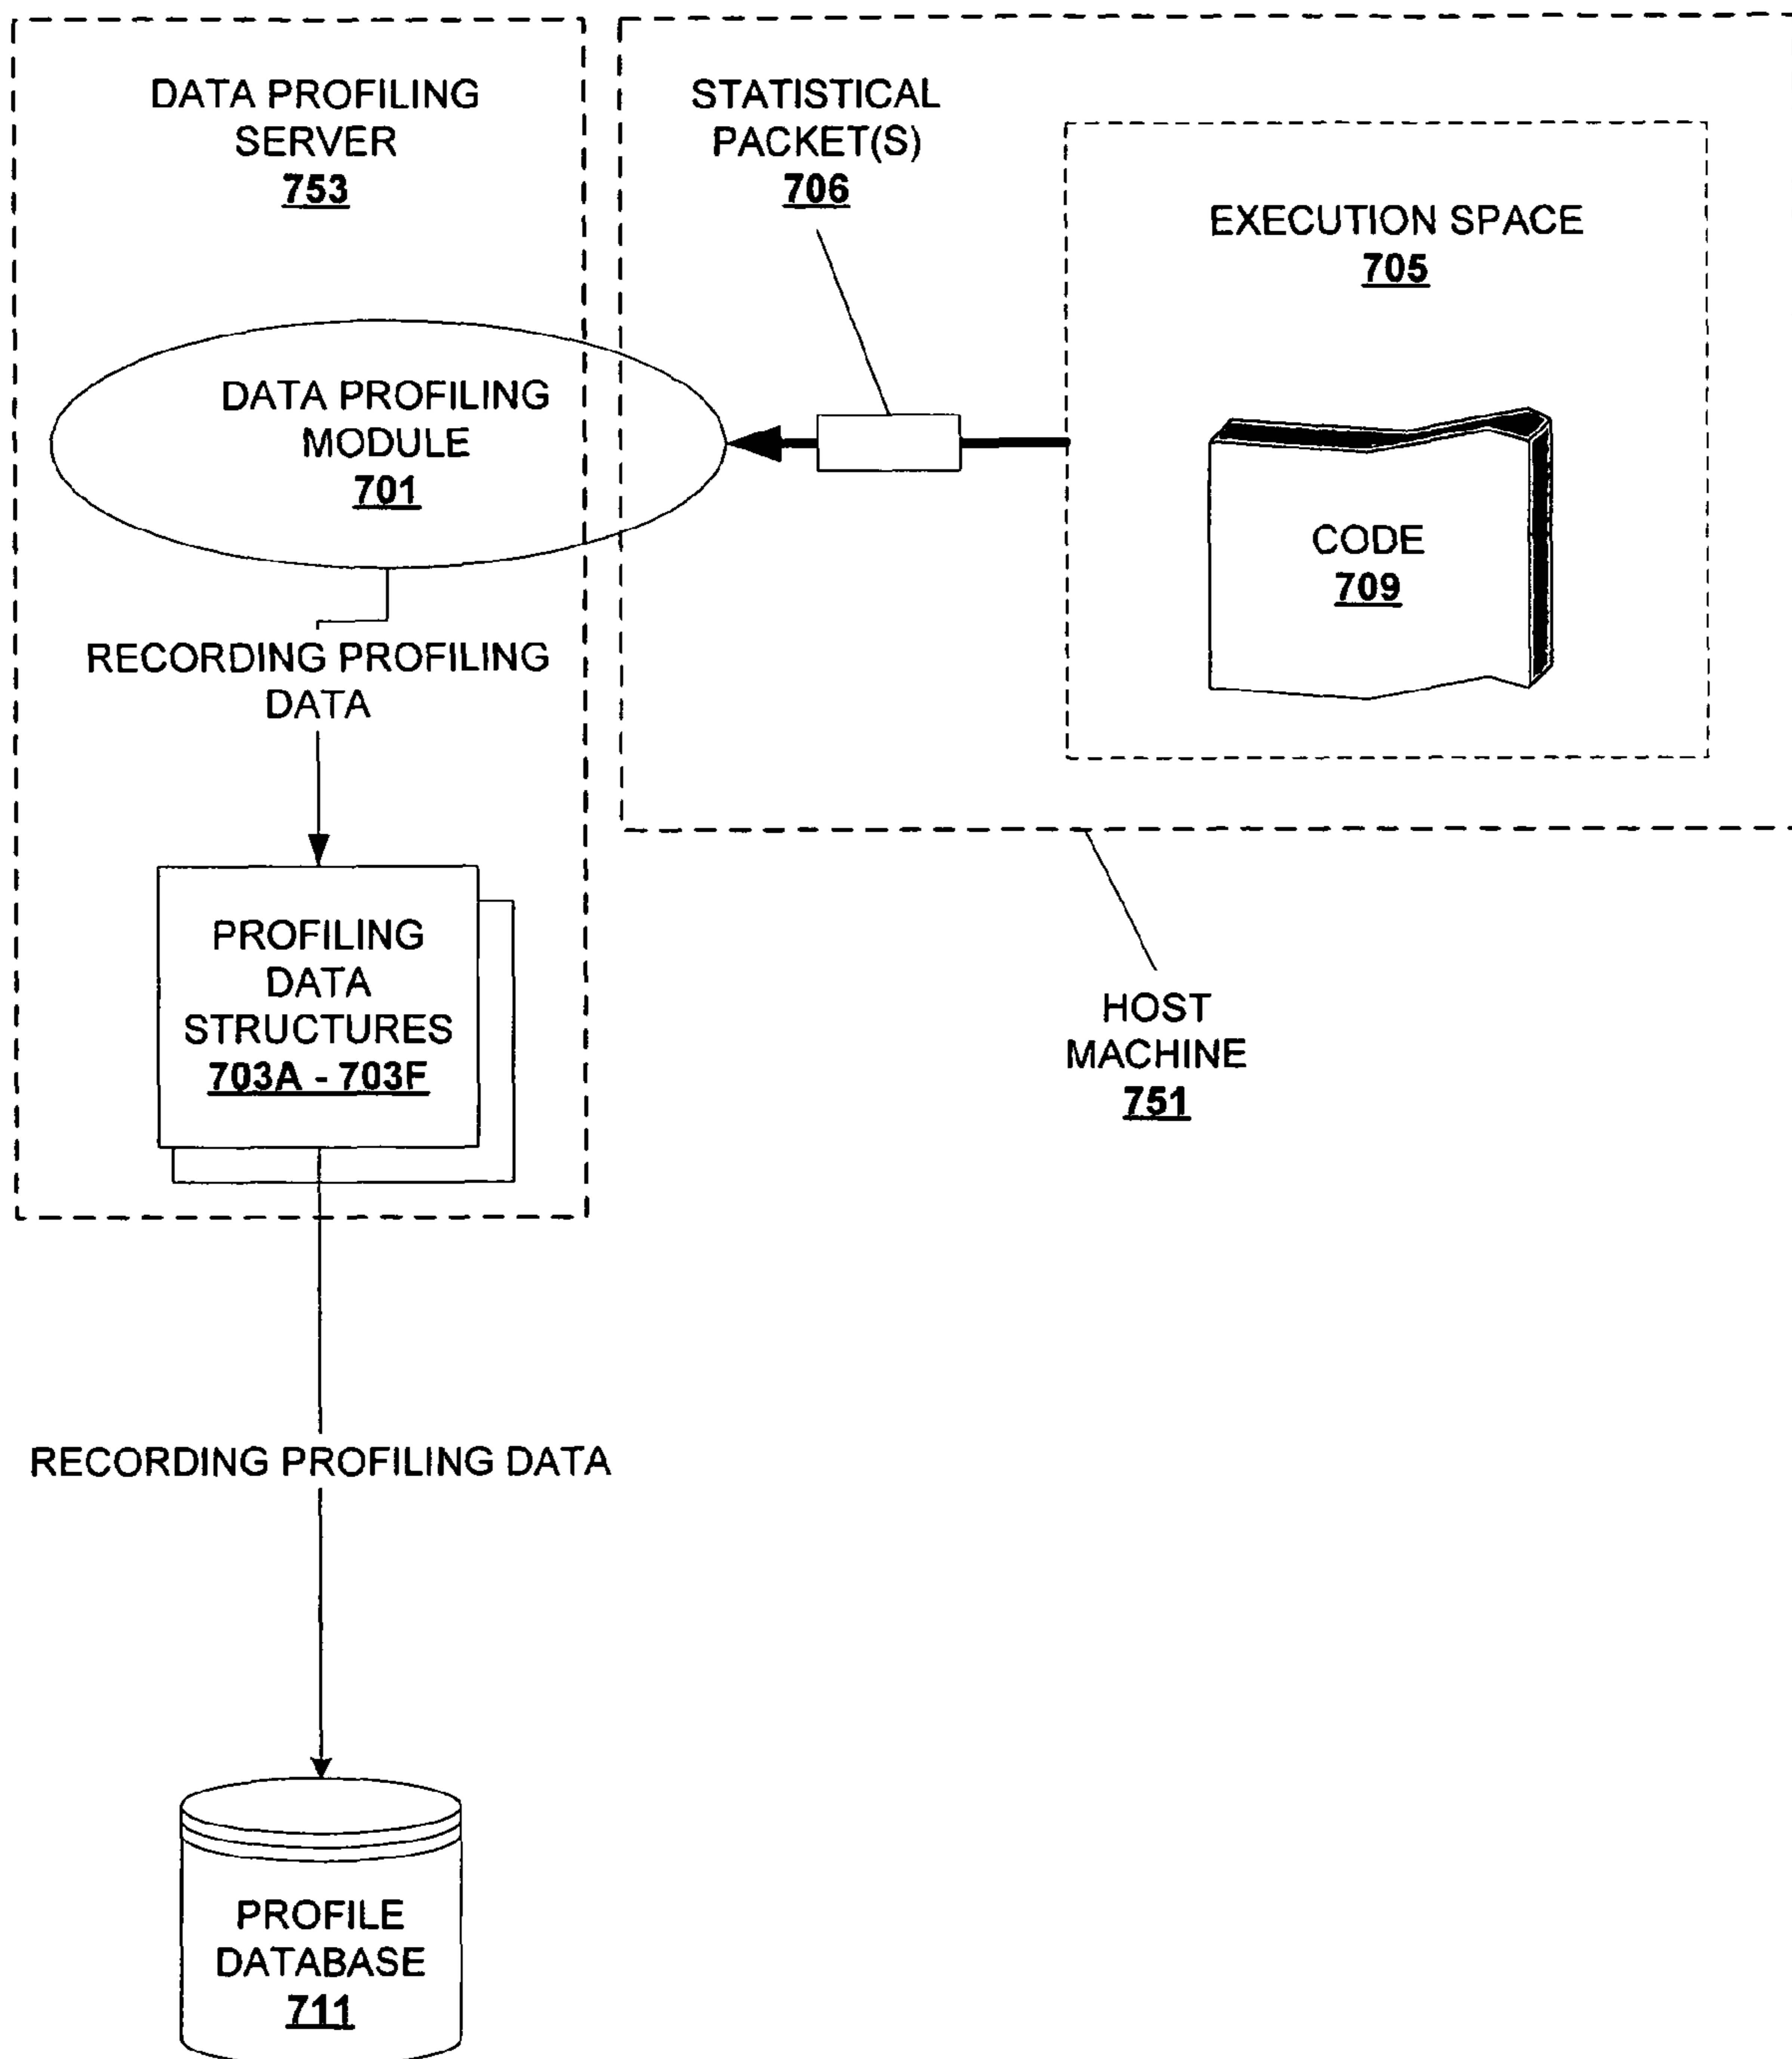 DATA PROFILING
SERVER
753
STATISTICAL
PACKET(S)
706
EXECUTION SPACE
705
DATA PROFILING
MODULE
701
CODE
709
RECORDING PROFILING
DATA
PROFILING
DATA
STRUCTURES
703A - 703F
HOST
MACHINE
751
RECORDING PROFILING DATA
PROFILE
DATABASE
711